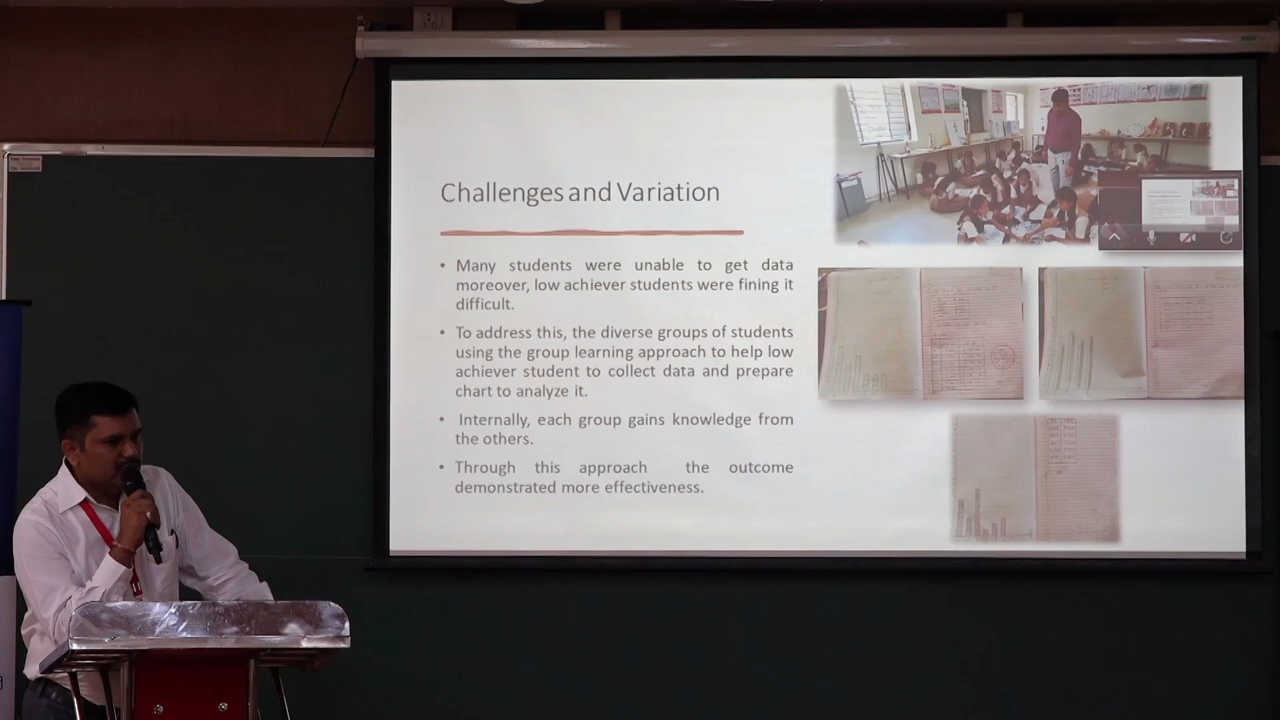 Challenges and Variation
• Many students were unable to get data
moreover, low achiever students were fining it
difficult.
• To address this, the diverse groups of students
using the group learning approach to help low
achiever student to collect data and prepare
chart to analyze it.
• Internally, each group gains knowledge from
the others.
• Through this approach the outcome
demonstrated more effectiveness.